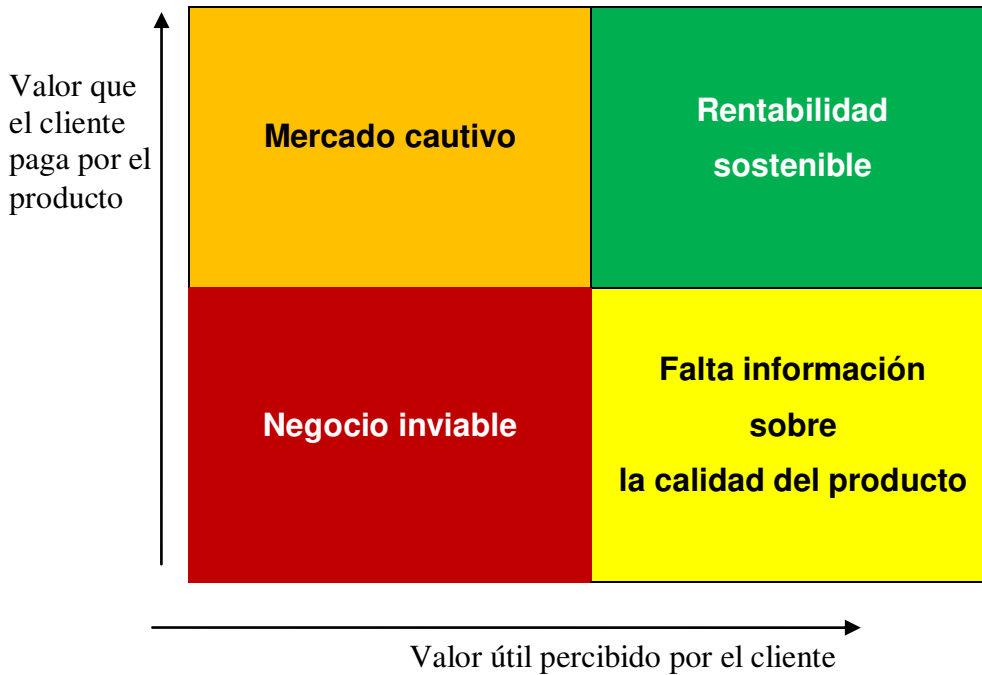 Valor que
el cliente
paga por el
producto
Mercado cautivo
Rentabilidad
sostenible
Negocio inviable
Falta información
sobre
la calidad del producto
Valor útil percibido por el cliente